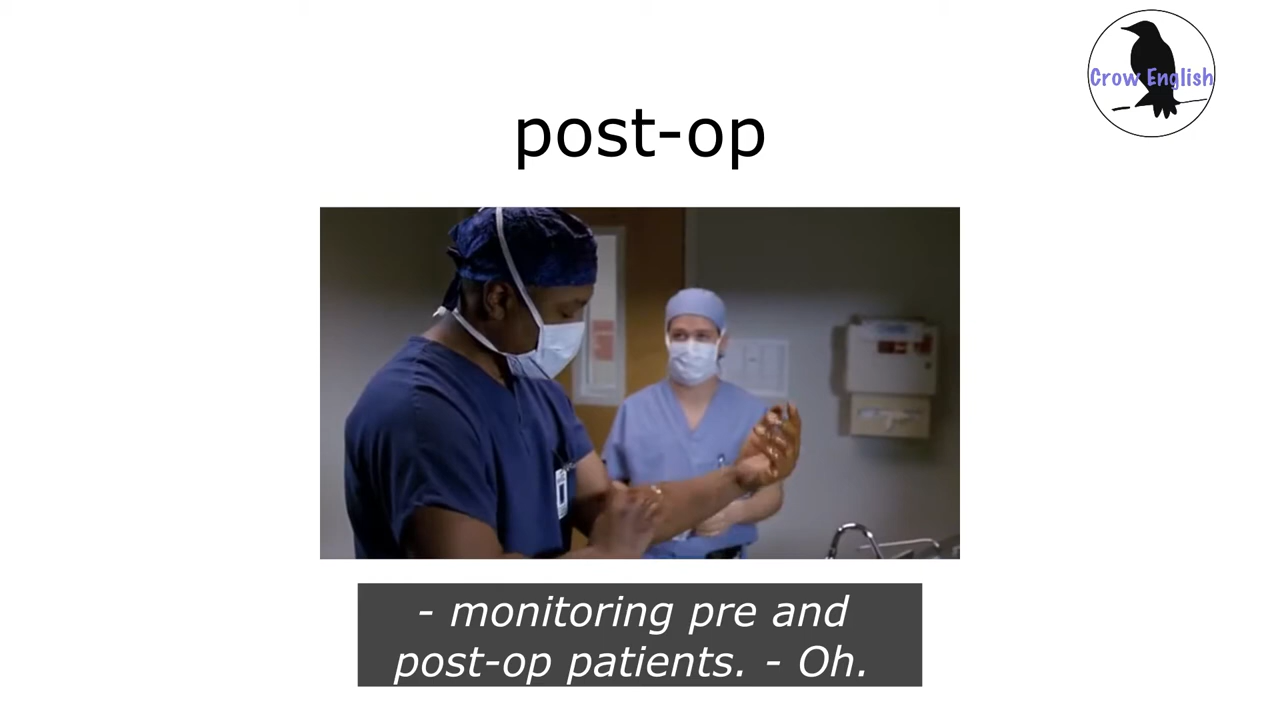 Crow English
post-op
- monitoring pre and
post-op patients. - Oh.